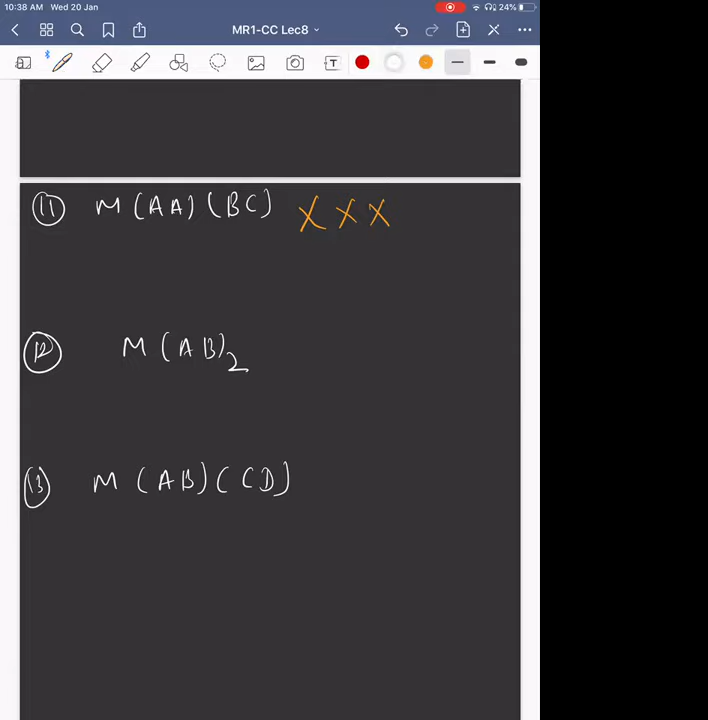 10:38 AM Wed 20 Jan
24%
MR1-CC Lec8
T
11 M(AA)(BC) X X X
12 M(AB)2
13 M(AB)(CD)